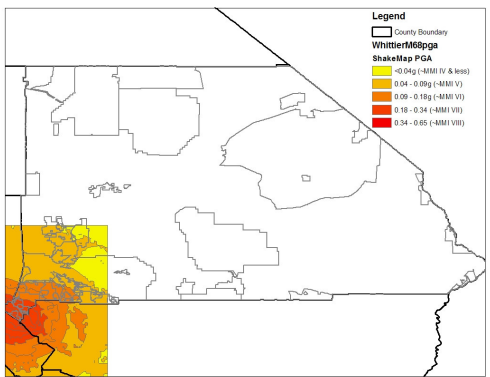 Legend
County Boundary
WhittierM68pga
ShakeMap PGA
<0.04g (~MMI IV & less)
0.04 - 0.09g (~MMI V)
0.09 - 0.18g (~MMI VI)
0.18 - 0.34 (~MMI VII)
0.34 - 0.65 (~MMI VIII)